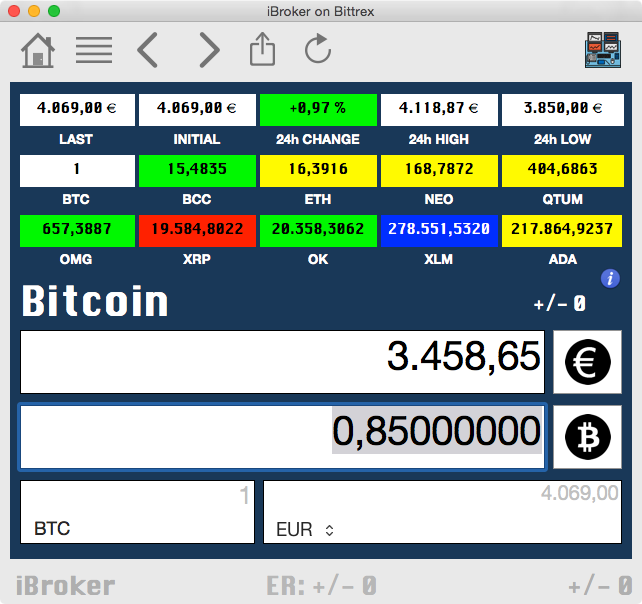 iBroker on Bittrex
4.069,00 € 4.069,00 € +0,97 % 4.118,87 € 3.850,00 €
LAST INITIAL 24h CHANGE 24h HIGH 24h LOW
1 15,4835 16,3916 168,7872 404,6863
BTC BCC ETH NEO QTUM
657,3887 19.584,8022 20.358,3062 278.551,5320 217.864,9237
OMG XRP OK XLM ADA
i
Bitcoin +/- 0
3.458,65 €
0,85000000 ₿
1 4.069,00
BTC EUR
iBroker ER: +/- 0 +/- 0